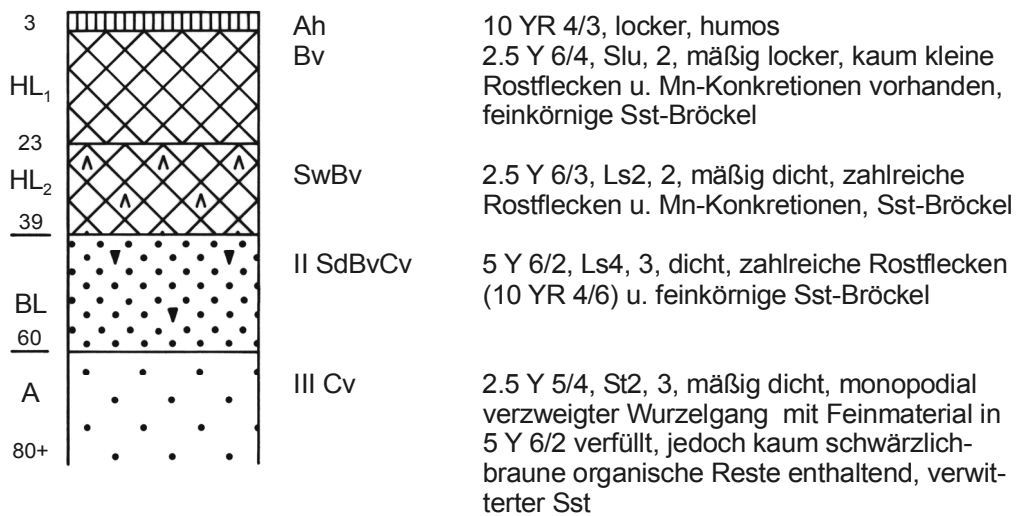 3 Ah 10 YR 4/3, locker, humos
Bv 2.5 Y 6/4, Slu, 2, mäßig locker, kaum kleine
HL1 Rostflecken u. Mn-Konkretionen vorhanden,
feinkörnige Sst-Bröckel
23
HL2 SwBv 2.5 Y 6/3, Ls2, 2, mäßig dicht, zahlreiche
Rostflecken u. Mn-Konkretionen, Sst-Bröckel
39
II SdBvCv 5 Y 6/2, Ls4, 3, dicht, zahlreiche Rostflecken
BL (10 YR 4/6) u. feinkörnige Sst-Bröckel
60
A III Cv 2.5 Y 5/4, St2, 3, mäßig dicht, monopodial
verzweigter Wurzelgang mit Feinmaterial in
80+ 5 Y 6/2 verfüllt, jedoch kaum schwärzlich-
braune organische Reste enthaltend, verwit-
terter Sst